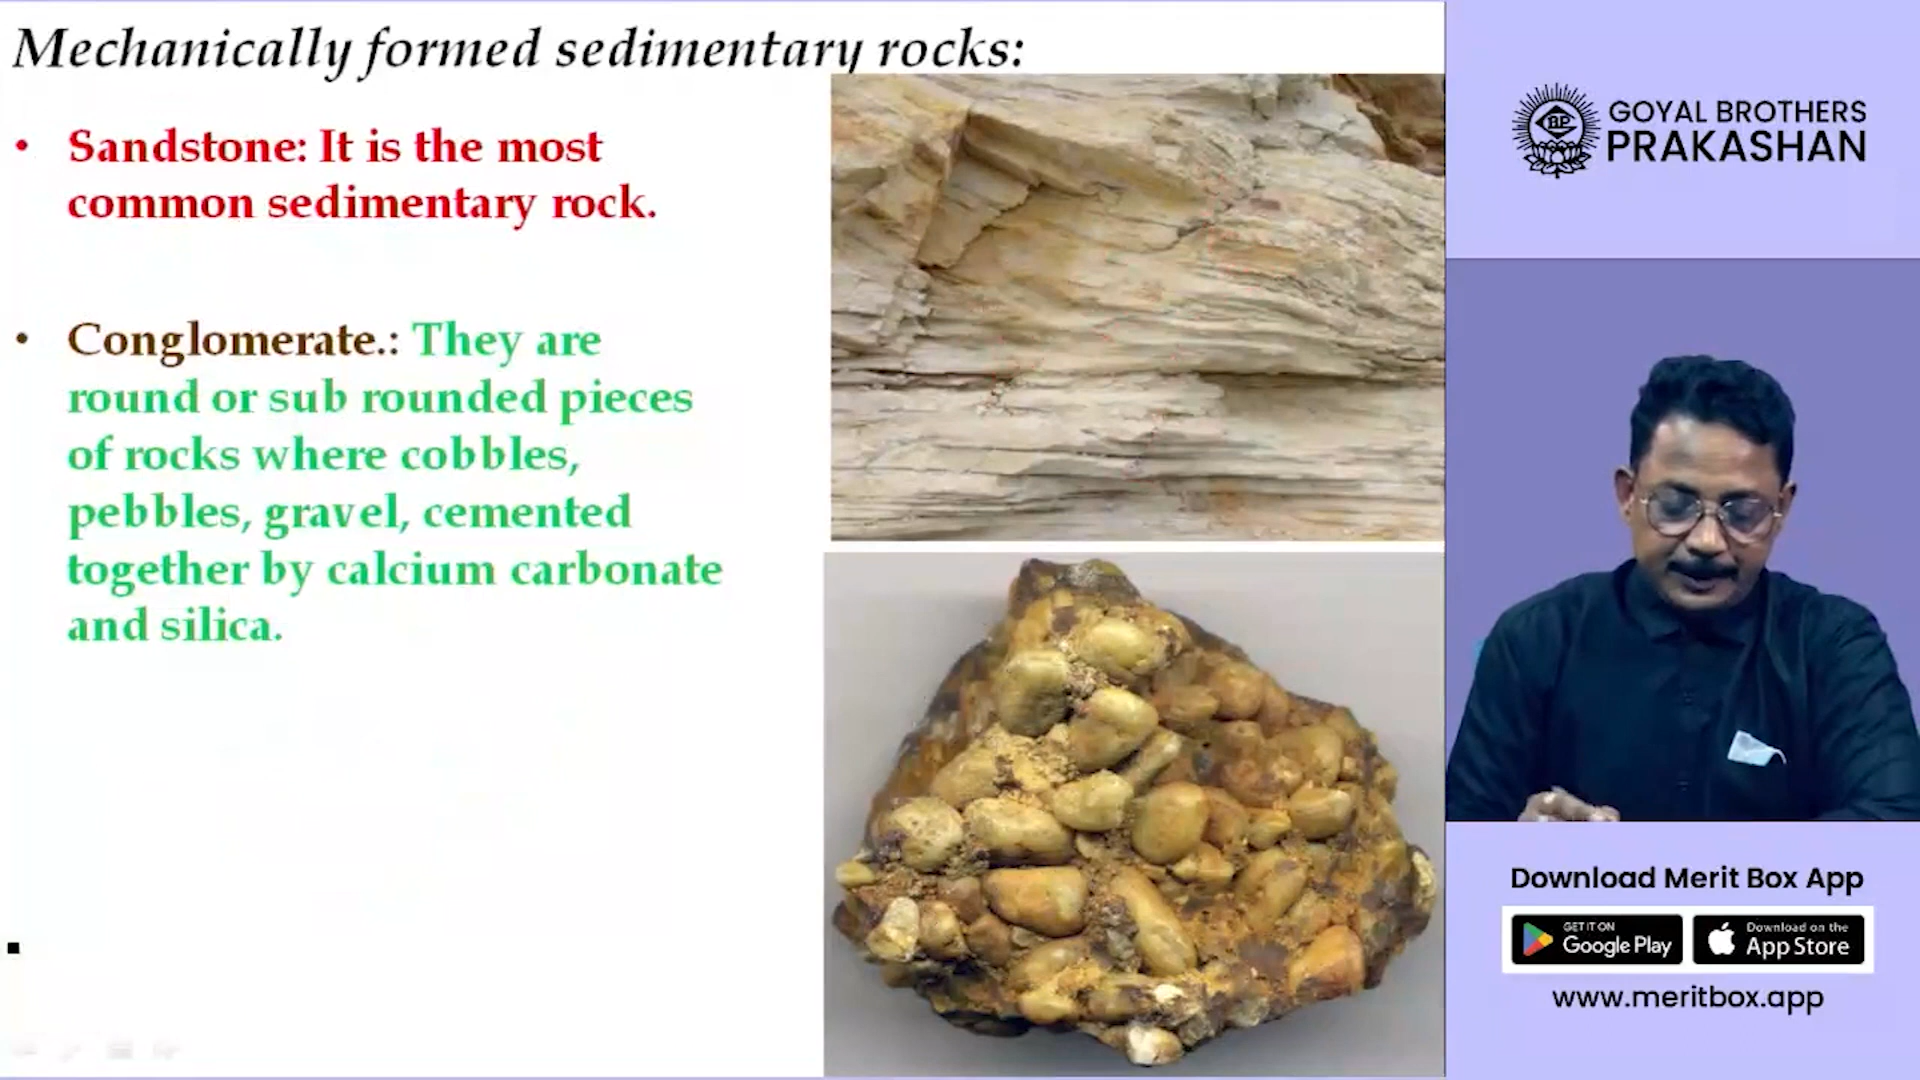 Mechanically formed sedimentary rocks:
• Sandstone: It is the most
common sedimentary rock.
• Conglomerate.: They are
round or sub rounded pieces
of rocks where cobbles,
pebbles, gravel, cemented
together by calcium carbonate
and silica.
GBP
GOYAL BROTHERS
PRAKASHAN
Download Merit Box App
GET IT ON
Google Play
Download on the
App Store
www.meritbox.app